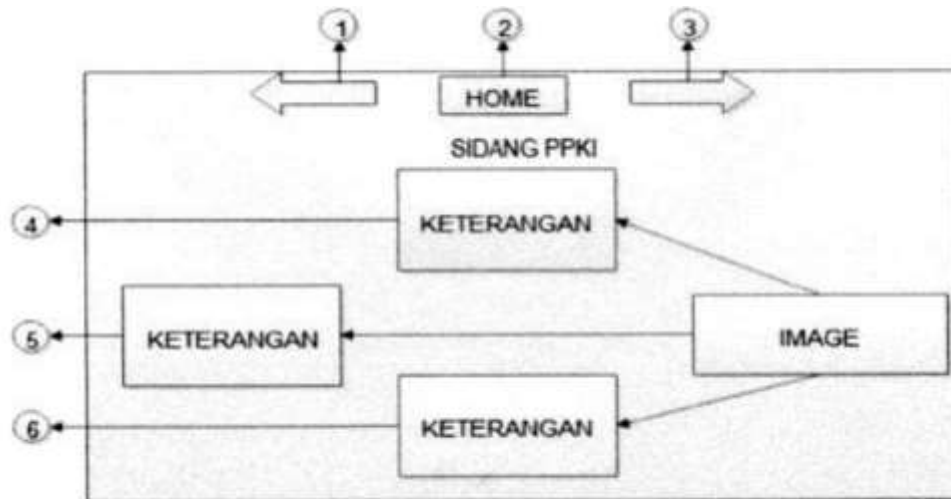 1 2 3
HOME
SIDANG PPKI
4 KETERANGAN
5 KETERANGAN IMAGE
6 KETERANGAN